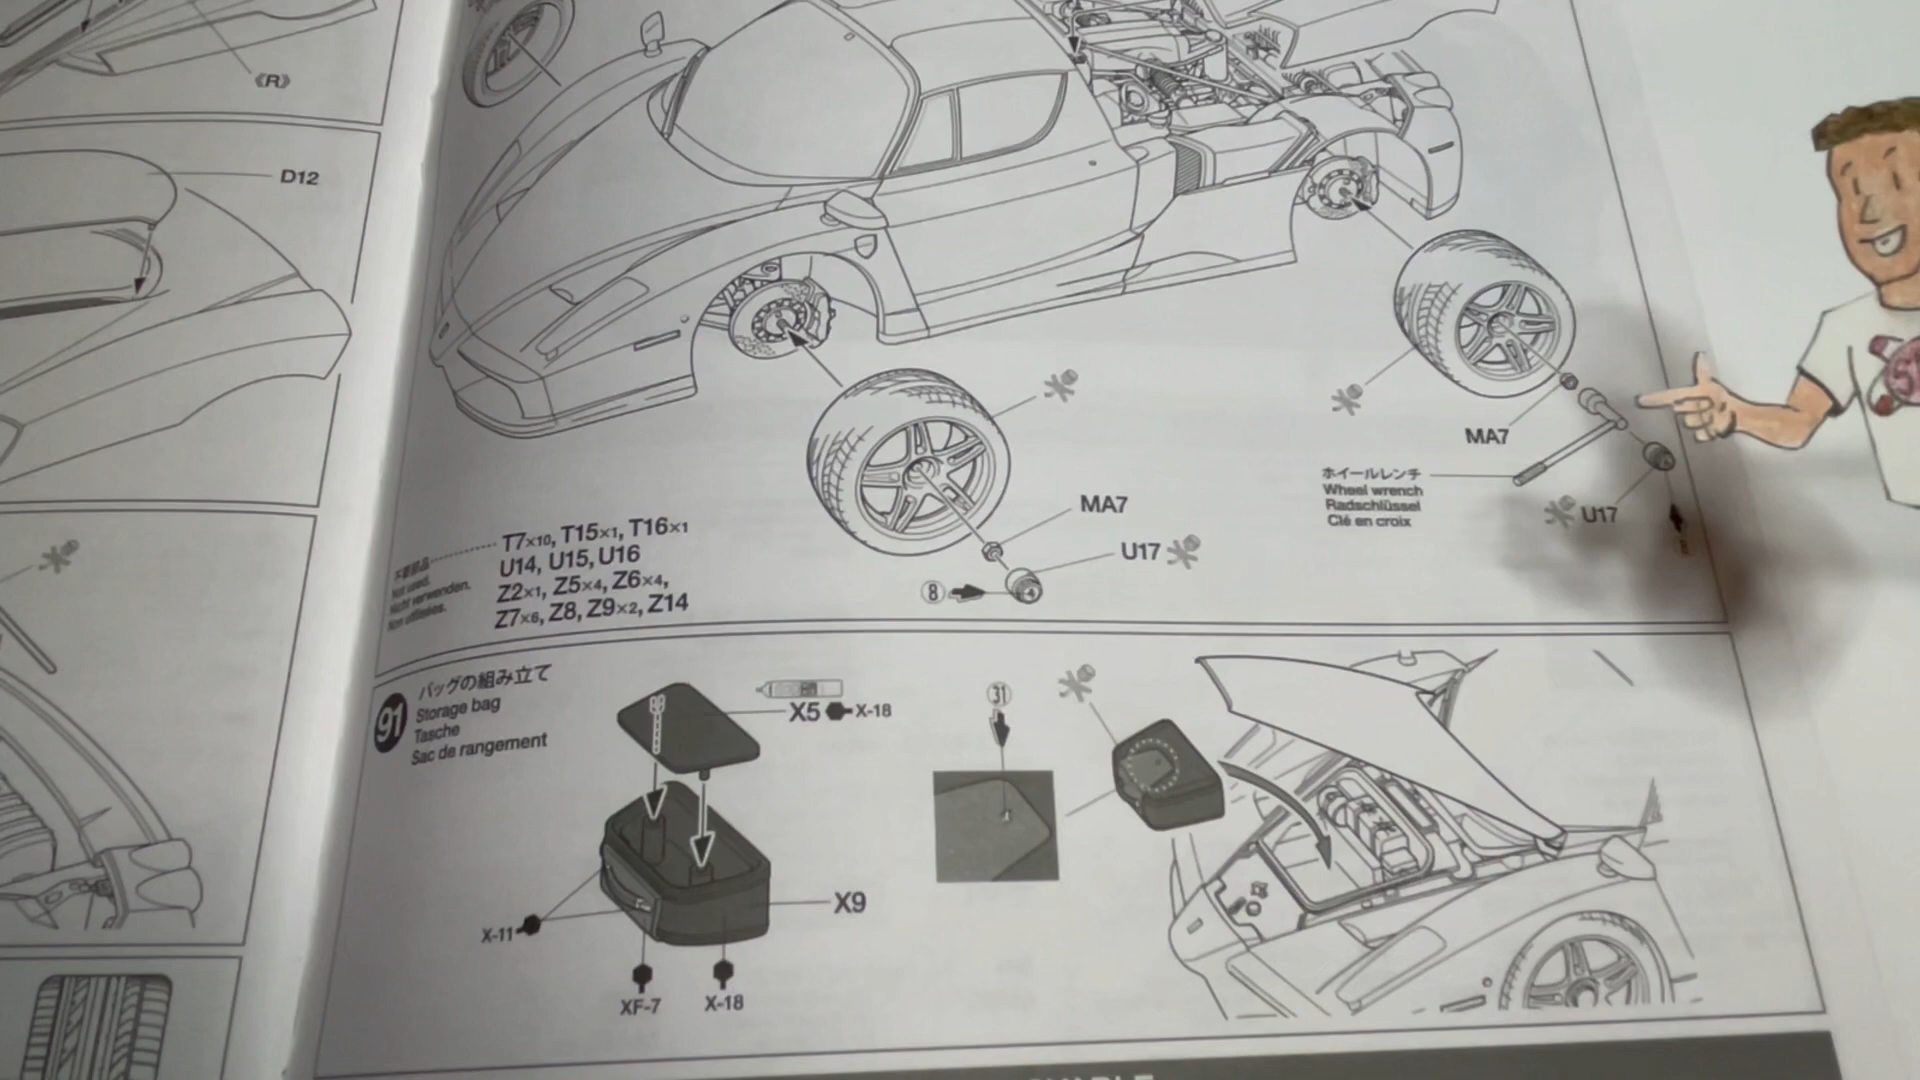 《R》
D12
MA7
ホイールレンチ
Wheel wrench
Radschlüssel
Clé en croix
U17
MA7
U17
⑧
不要部品
Not used.
Nicht verwenden.
Non utilisées.
T7×10, T15×1, T16×1
U14, U15, U16
Z2×1, Z5×4, Z6×4,
Z7×6, Z8, Z9×2, Z14
91
バッグの組み立て
Storage bag
Tasche
Sac de rangement
X5 X-18
㉛
X9
X-11
XF-7
X-18